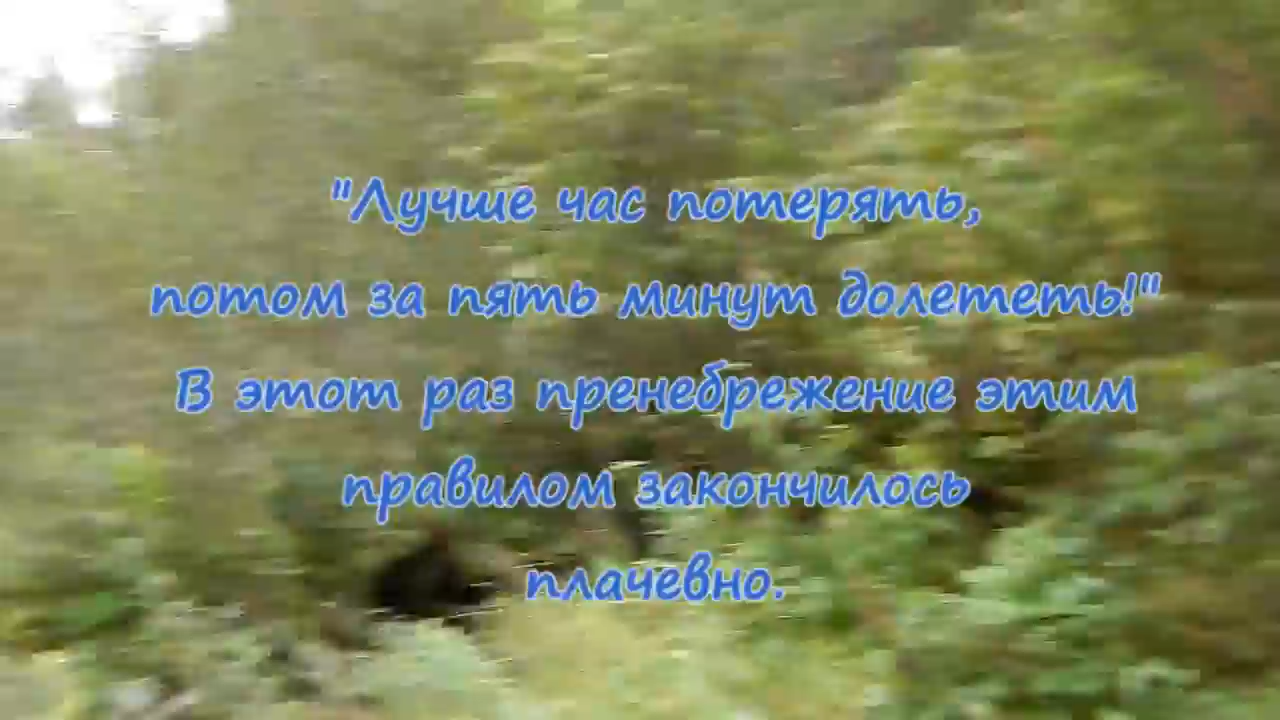 "Лучше час потерять,
потом за пять минут долететь!"
В этот раз пренебрежение этим
правилом закончилось
плачевно.